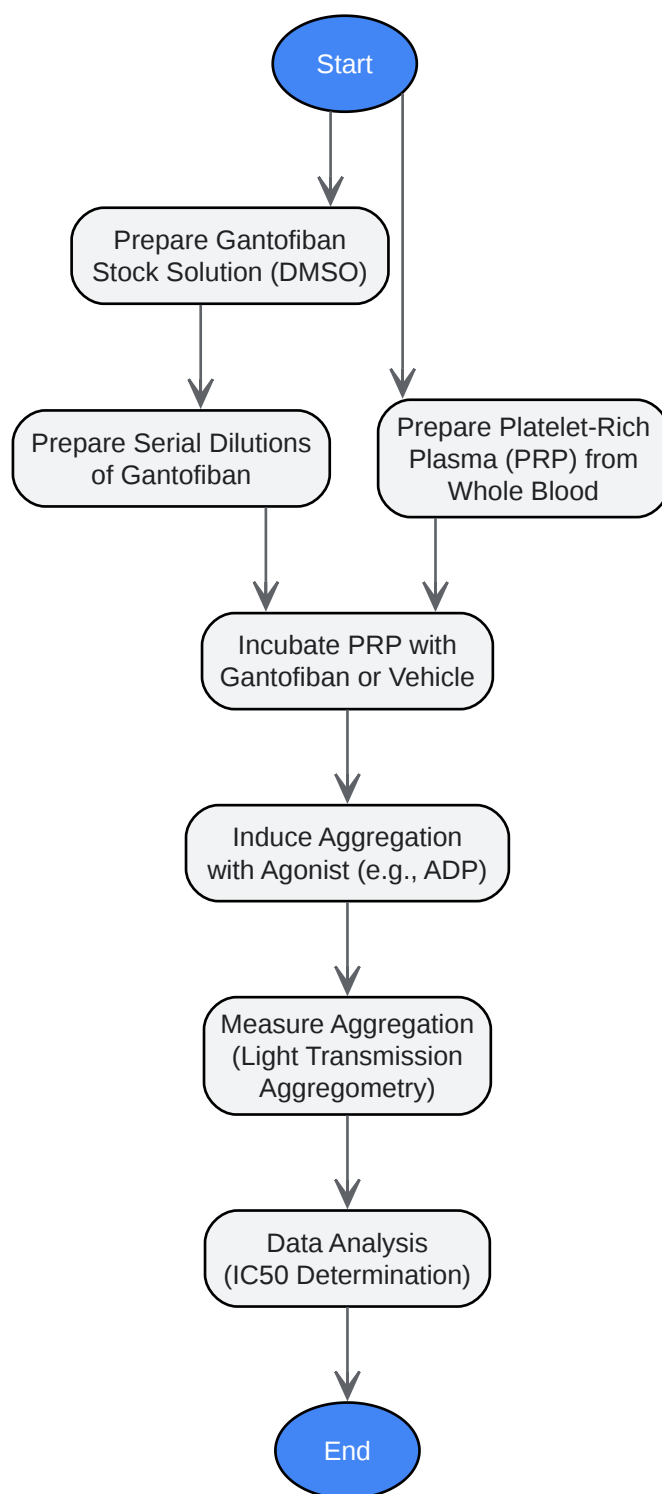 Start
Prepare Gantofiban
Stock Solution (DMSO)
Prepare Serial Dilutions
of Gantofiban
Prepare Platelet-Rich
Plasma (PRP) from
Whole Blood
Incubate PRP with
Gantofiban or Vehicle
Induce Aggregation
with Agonist (e.g., ADP)
Measure Aggregation
(Light Transmission
Aggregometry)
Data Analysis
(IC50 Determination)
End